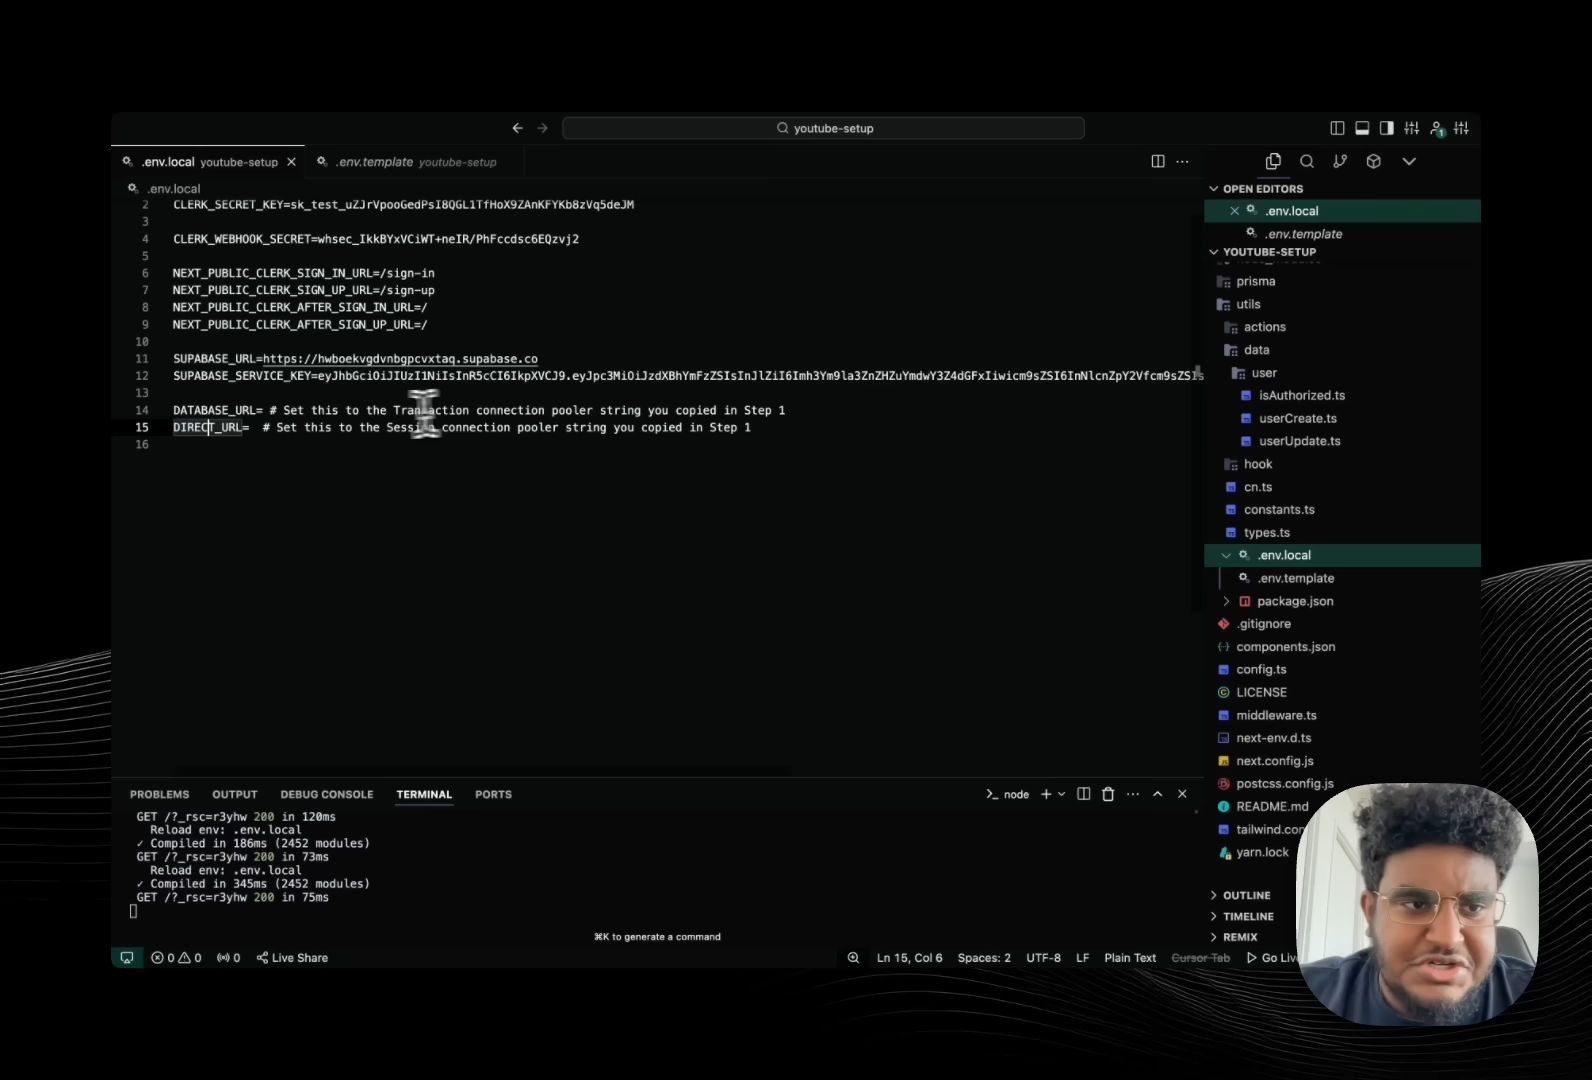 youtube-setup
.env.local youtube-setup
.env.template youtube-setup
.env.local
2 CLERK_SECRET_KEY=sk_test_uZJrVpooGedPsI8QGL1TfHoX9ZAnKFYKb8zVq5deJM
3
4 CLERK_WEBHOOK_SECRET=whsec_IkkBYxVCiWT+neIR/PhFccdsc6EQzvj2
5
6 NEXT_PUBLIC_CLERK_SIGN_IN_URL=/sign-in
7 NEXT_PUBLIC_CLERK_SIGN_UP_URL=/sign-up
8 NEXT_PUBLIC_CLERK_AFTER_SIGN_IN_URL=/
9 NEXT_PUBLIC_CLERK_AFTER_SIGN_UP_URL=/
10
11 SUPABASE_URL=https://hwboekvgdvnbgpcvxtaq.supabase.co
12 SUPABASE_SERVICE_KEY=eyJhbGciOiJIUzI1NiIsInR5cCI6IkpXVCJ9.eyJpc3MiOiJzdXBhYmFzZSIsInJlZiI6Imh3Ym9la3ZnZHZuYmdwY3Z4dGFxIiwicm9sZSI6InNlcnZpY2Vfcm9sZSIs
13
14 DATABASE_URL= # Set this to the Transaction connection pooler string you copied in Step 1
15 DIRECT_URL= # Set this to the Session connection pooler string you copied in Step 1
16
OPEN EDITORS
.env.local
.env.template
YOUTUBE-SETUP
prisma
utils
actions
data
user
isAuthorized.ts
userCreate.ts
userUpdate.ts
hook
cn.ts
constants.ts
types.ts
.env.local
.env.template
package.json
.gitignore
components.json
config.ts
LICENSE
middleware.ts
next-env.d.ts
next.config.js
postcss.config.js
README.md
tailwind.con
yarn.lock
OUTLINE
TIMELINE
REMIX
PROBLEMS OUTPUT DEBUG CONSOLE TERMINAL PORTS
node
GET /?_rsc=r3yhw 200 in 120ms
Reload env: .env.local
✓ Compiled in 186ms (2452 modules)
GET /?_rsc=r3yhw 200 in 73ms
Reload env: .env.local
✓ Compiled in 345ms (2452 modules)
GET /?_rsc=r3yhw 200 in 75ms
⌘K to generate a command
0 0 0 Live Share
Ln 15, Col 6 Spaces: 2 UTF-8 LF Plain Text Cursor Tab Go Liv